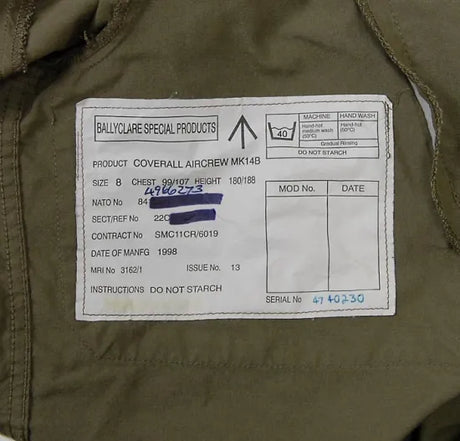 BALLYCLARE SPECIAL PRODUCTS
PRODUCT COVERALL AIRCREW MK14B
SIZE 8 CHEST 99/107 HEIGHT 180/188
4966273
NATO No 84
SECT/REF No 22C
CONTRACT No SMC11CR/6019
DATE OF MANFG 1998
MRI No 3162/1 ISSUE No. 13
INSTRUCTIONS DO NOT STARCH
40
MACHINE HAND WASH
Hand-hot medium wash (50°C)
Hand-hot (50°C)
Gradual Rinsing
DO NOT STARCH
MOD No. DATE
SERIAL No 4740230